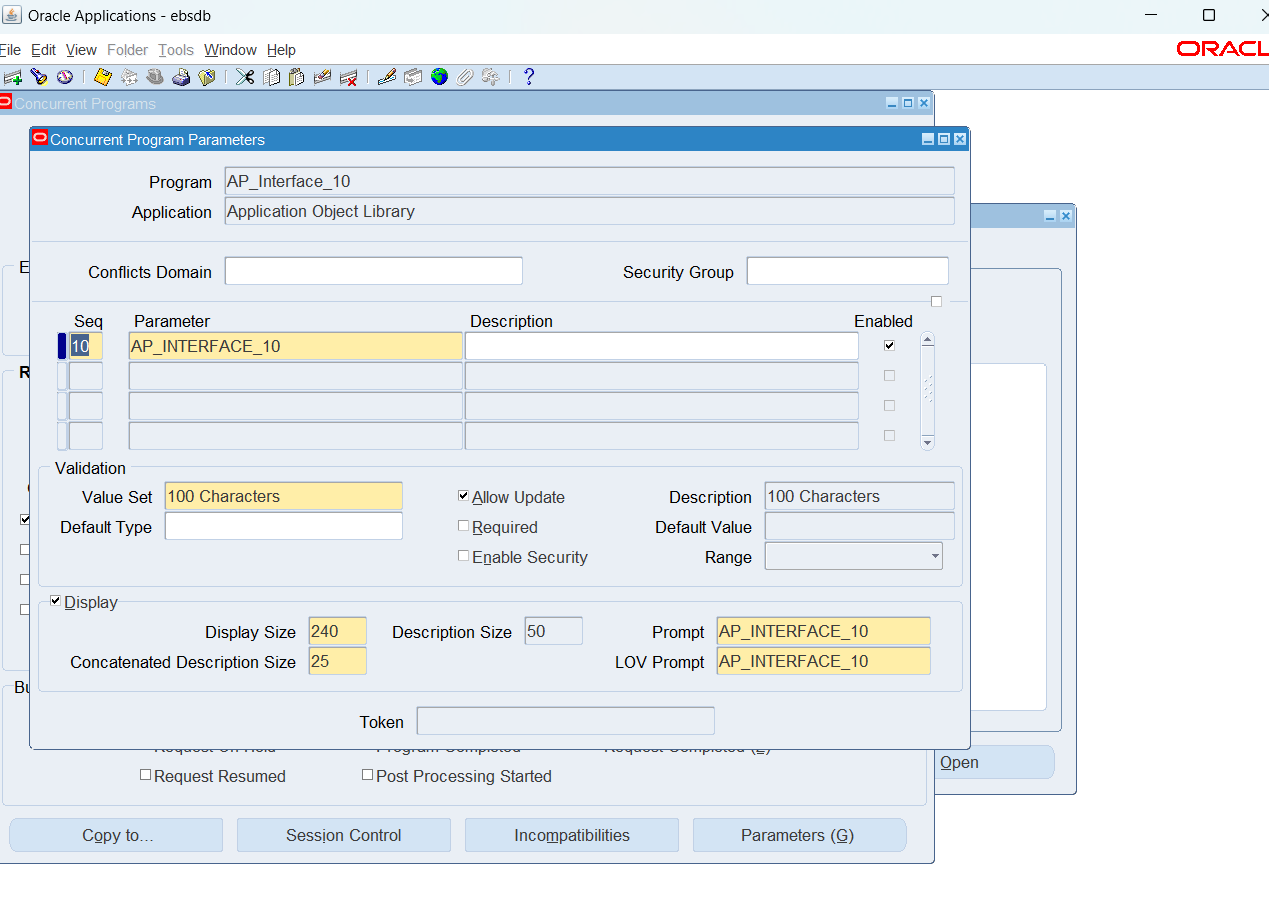 Oracle Applications - ebsdb
File Edit View Folder Tools Window Help
ORACL
Concurrent Programs
Concurrent Program Parameters
Program AP_Interface_10
Application Application Object Library
Conflicts Domain Security Group
Seq Parameter Description Enabled
10 AP_INTERFACE_10
Validation
Value Set 100 Characters Allow Update Description 100 Characters
Default Type Required Default Value
Enable Security Range
Display
Display Size 240 Description Size 50 Prompt AP_INTERFACE_10
Concatenated Description Size 25 LOV Prompt AP_INTERFACE_10
Token
Request On Hold Program Completed Request Completed (Z)
Request Resumed Post Processing Started
Open
Copy to... Session Control Incompatibilities Parameters (G)